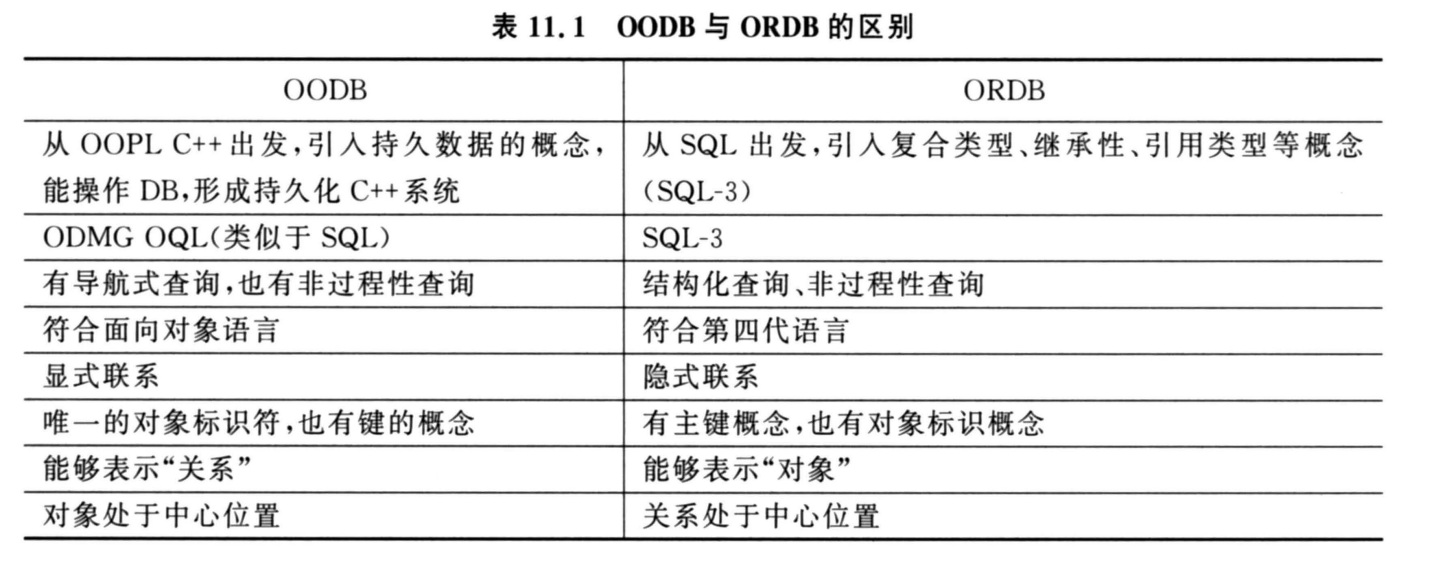 表 11.1 OODB 与 ORDB 的区别
OODB ORDB
从 OOPL C++ 出发,引入持久数据的概念, 从 SQL 出发,引入复合类型、继承性、引用类型等概念
能操作 DB,形成持久化 C++ 系统 (SQL-3)
ODMG OQL(类似于 SQL) SQL-3
有导航式查询,也有非过程性查询 结构化查询、非过程性查询
符合面向对象语言 符合第四代语言
显式联系 隐式联系
唯一的对象标识符,也有键的概念 有主键概念,也有对象标识概念
能够表示“关系” 能够表示“对象”
对象处于中心位置 关系处于中心位置